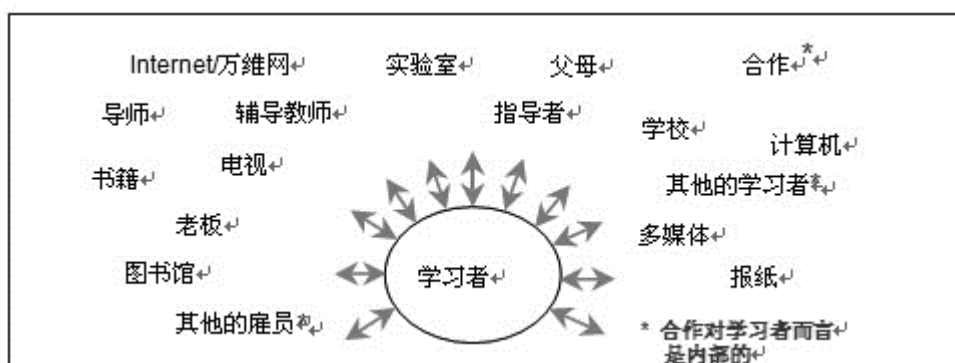 Internet/万维网 实验室 父母 合作*
导师 辅导教师 指导者
学校 计算机
书籍 电视 其他的学习者*
老板 多媒体
图书馆 学习者 报纸
其他的雇员*
* 合作对学习者而言
是内部的